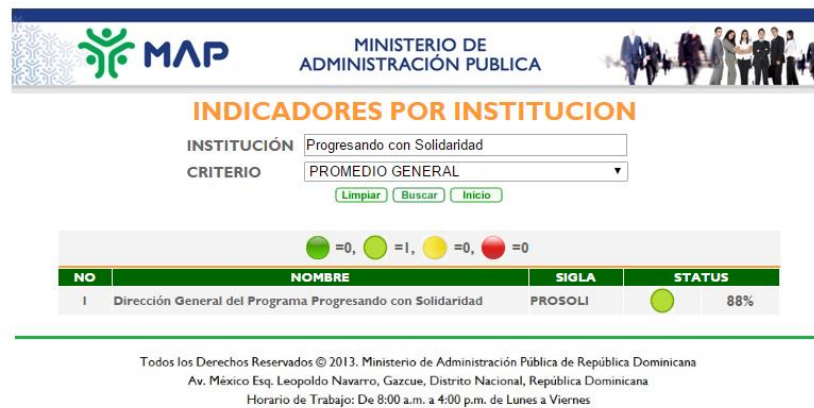 MAP
MINISTERIO DE
ADMINISTRACIÓN PUBLICA
INDICADORES POR INSTITUCION
INSTITUCIÓN Progresando con Solidaridad
CRITERIO PROMEDIO GENERAL
Limpiar Buscar Inicio
=0, =1, =0, =0
NO NOMBRE SIGLA STATUS
1 Dirección General del Programa Progresando con Solidaridad PROSOLI 88%
Todos los Derechos Reservados © 2013. Ministerio de Administración Pública de República Dominicana
Av. México Esq. Leopoldo Navarro, Gazcue, Distrito Nacional, República Dominicana
Horario de Trabajo: De 8:00 a.m. a 4:00 p.m. de Lunes a Viernes